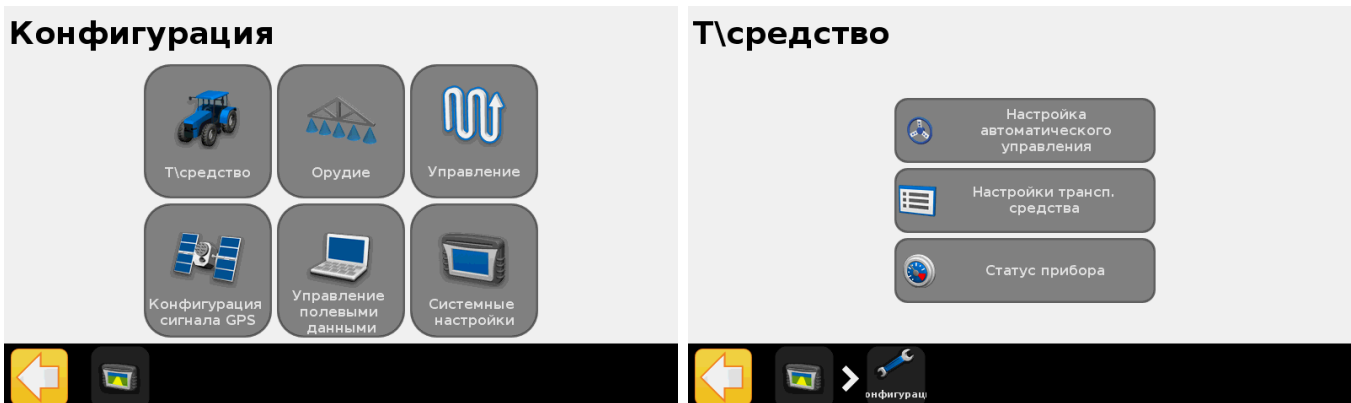 Конфигурация
Т\средство
Орудие
Управление
Конфигурация
сигнала GPS
Управление
полевыми
данными
Системные
настройки
Т\средство
Настройка
автоматического
управления
Настройки трансп.
средства
Статус прибора
онфигурац